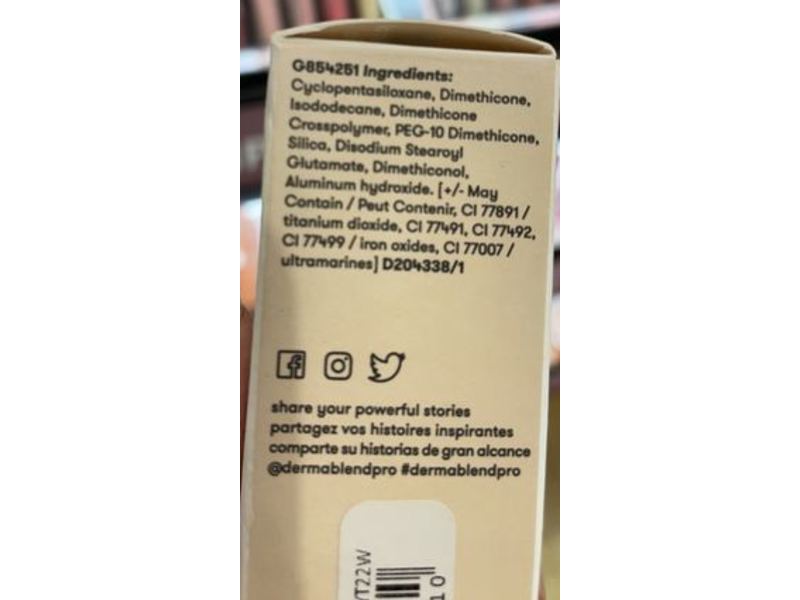 G854251 Ingredients:
Cyclopentasiloxane, Dimethicone,
Isododecane, Dimethicone
Crosspolymer, PEG-10 Dimethicone,
Silica, Disodium Stearoyl
Glutamate, Dimethiconol,
Aluminum hydroxide. [+/- May
Contain / Peut Contenir, CI 77891 /
titanium dioxide, CI 77491, CI 77492,
CI 77499 / iron oxides, CI 77007 /
ultramarines] D204338/1
share your powerful stories
partagez vos histoires inspirantes
comparte su historias de gran alcance
@dermablendpro #dermablendpro